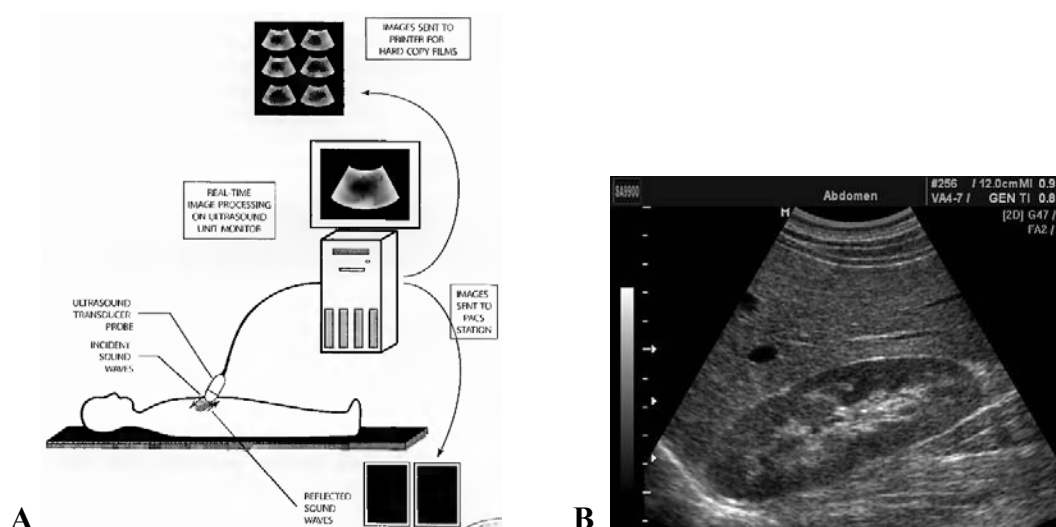 IMAGES SENT TO
PRINTER FOR
HARD COPY FILMS
REAL-TIME
IMAGE PROCESSING
ON ULTRASOUND
UNIT MONITOR
IMAGES
SENT TO
PACS
STATION
ULTRASOUND
TRANSDUCER
PROBE
INCIDENT
SOUND
WAVES
REFLECTED
SOUND
WAVES
A
SA9900
Abdomen
#256 / 12.0cm MI 0.9
VA4-7 / GEN TI 0.8
[2D] G47 /
FA2 /
M
B